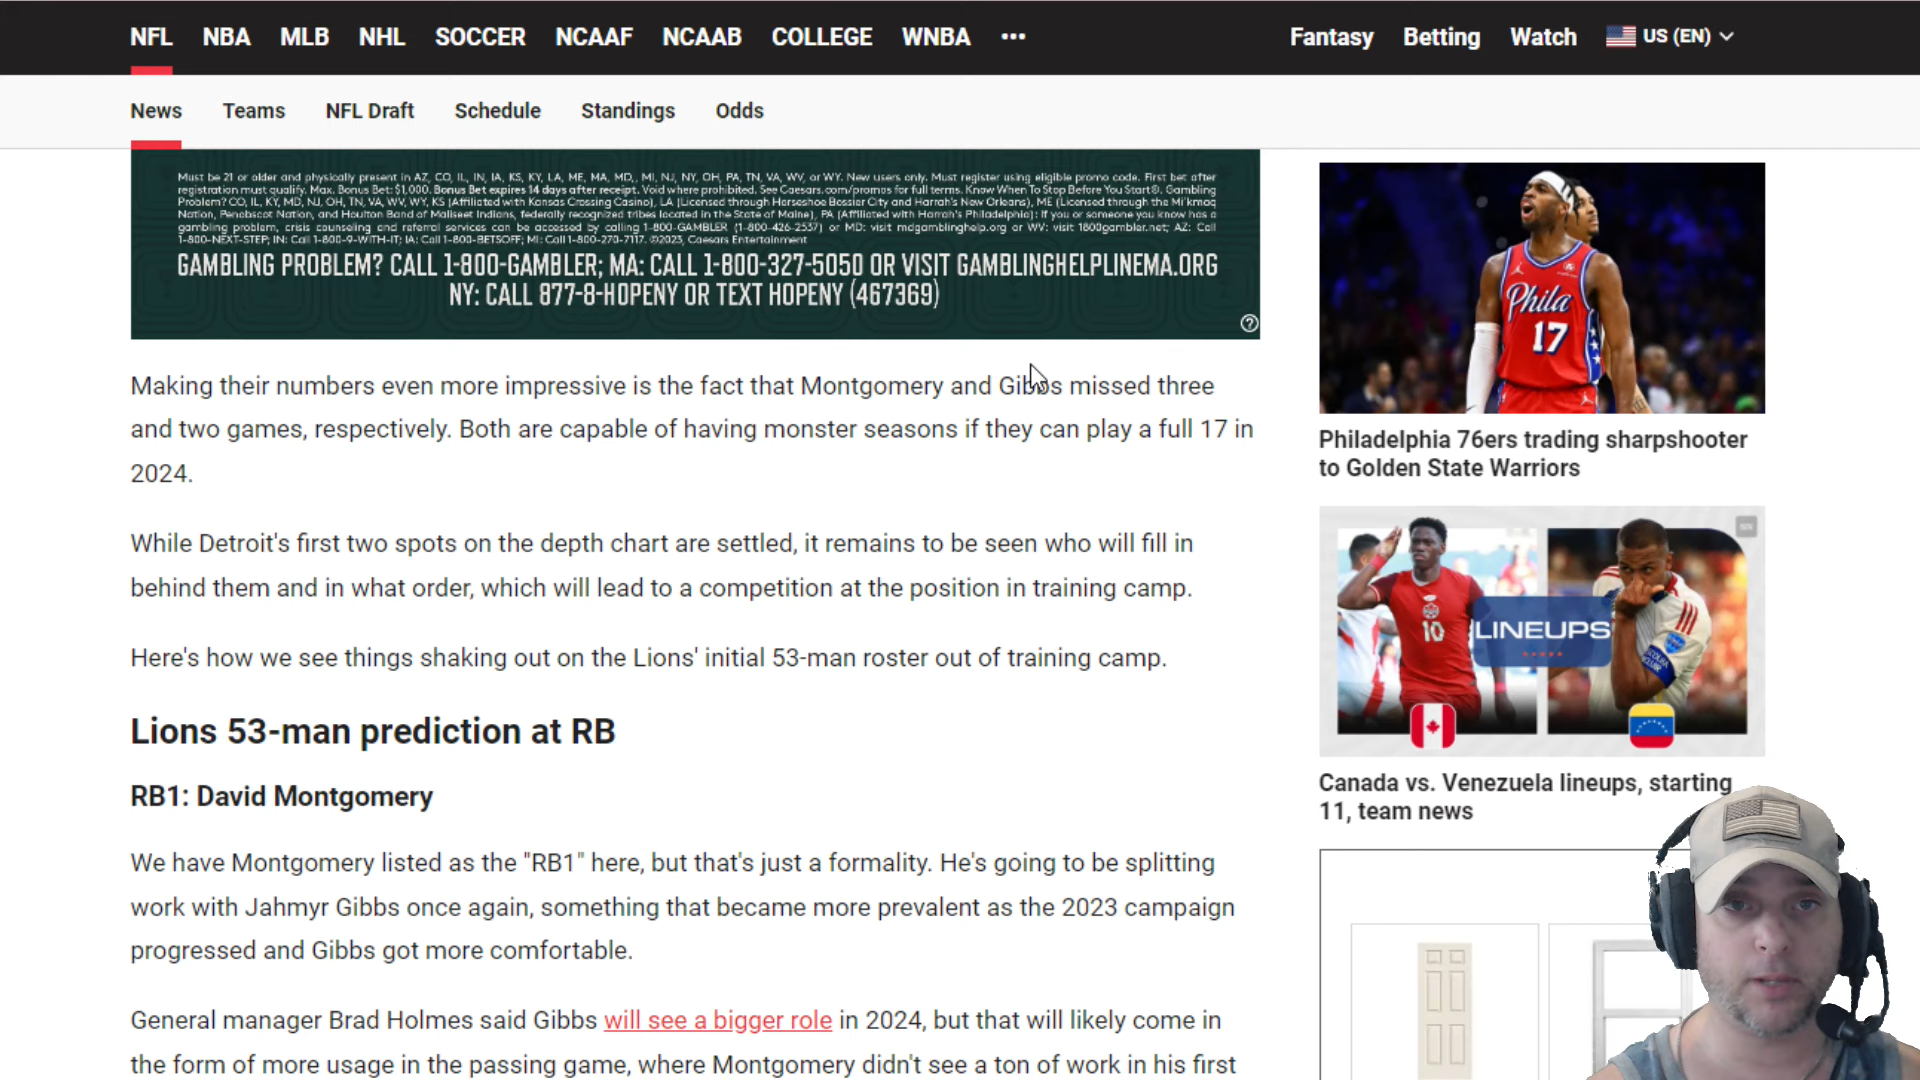 NFL NBA MLB NHL SOCCER NCAAF NCAAB COLLEGE WNBA ••• Fantasy Betting Watch US (EN)
News Teams NFL Draft Schedule Standings Odds
Must be 21 or older and physically present in AZ, CO, IL, IN, IA, KS, KY, LA, ME, MA, MD,, MI, NJ, NY, OH, PA, TN, VA, WV, or WY. New users only. Must register using eligible promo code. First bet after
registration must qualify. Max. Bonus Bet: $1,000. Bonus Bet expires 14 days after receipt. Void where prohibited. See Caesars.com/promos for full terms. Know When To Stop Before You Start®. Gambling
Problem? CO, IL, KY, MD, NJ, OH, TN, VA, WV, WY, KS (Affiliated with Kansas Crossing Casino), LA (Licensed through Horseshoe Bossier City and Harrah's New Orleans), ME (Licensed through the Mi'kmaq
Nation, Penobscot Nation, and Houlton Band of Maliseet Indians, federally recognized tribes located in the State of Maine), PA (Affiliated with Harrah's Philadelphia): If you or someone you know has a
gambling problem, crisis counseling and referral services can be accessed by calling 1-800-GAMBLER (1-800-426-2537) or MD: visit mdgamblinghelp.org or WV: visit 1800gambler.net; AZ: Call
1-800-NEXT-STEP; IN: Call 1-800-9-WITH-IT; IA: Call 1-800-BETSOFF; MI: Call 1-800-270-7117. ©2023, Caesars Entertainment
GAMBLING PROBLEM? CALL 1-800-GAMBLER; MA: CALL 1-800-327-5050 OR VISIT GAMBLINGHELPLINEMA.ORG
NY: CALL 877-8-HOPENY OR TEXT HOPENY (467369)
Making their numbers even more impressive is the fact that Montgomery and Gibbs missed three
and two games, respectively. Both are capable of having monster seasons if they can play a full 17 in
2024.
While Detroit's first two spots on the depth chart are settled, it remains to be seen who will fill in
behind them and in what order, which will lead to a competition at the position in training camp.
Here's how we see things shaking out on the Lions' initial 53-man roster out of training camp.
Lions 53-man prediction at RB
RB1: David Montgomery
We have Montgomery listed as the "RB1" here, but that's just a formality. He's going to be splitting
work with Jahmyr Gibbs once again, something that became more prevalent as the 2023 campaign
progressed and Gibbs got more comfortable.
General manager Brad Holmes said Gibbs will see a bigger role in 2024, but that will likely come in
the form of more usage in the passing game, where Montgomery didn't see a ton of work in his first
Phila
17
Philadelphia 76ers trading sharpshooter
to Golden State Warriors
10
LINEUPS
Canada vs. Venezuela lineups, starting
11, team news